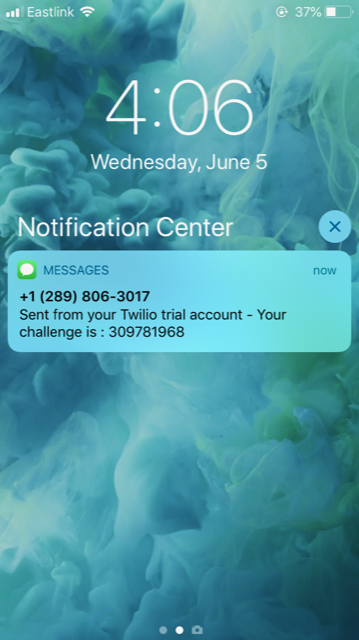 Eastlink 37%
4:06
Wednesday, June 5
Notification Center
MESSAGES now
+1 (289) 806-3017
Sent from your Twilio trial account - Your
challenge is : 309781968